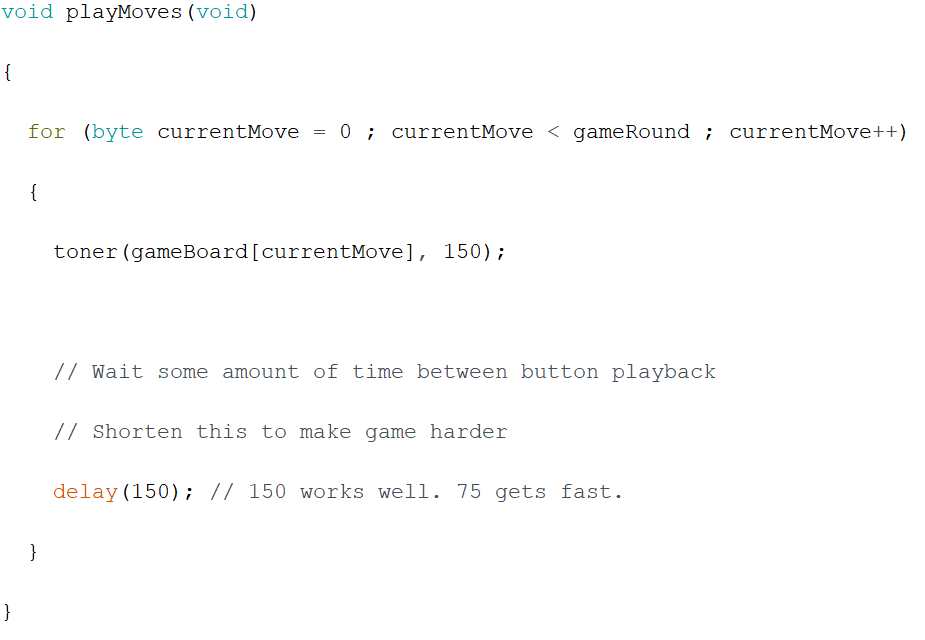 void playMoves(void)
{
  for (byte currentMove = 0 ; currentMove < gameRound ; currentMove++)
  {
    toner(gameBoard[currentMove], 150);
    // Wait some amount of time between button playback
    // Shorten this to make game harder
    delay(150); // 150 works well. 75 gets fast.
  }
}